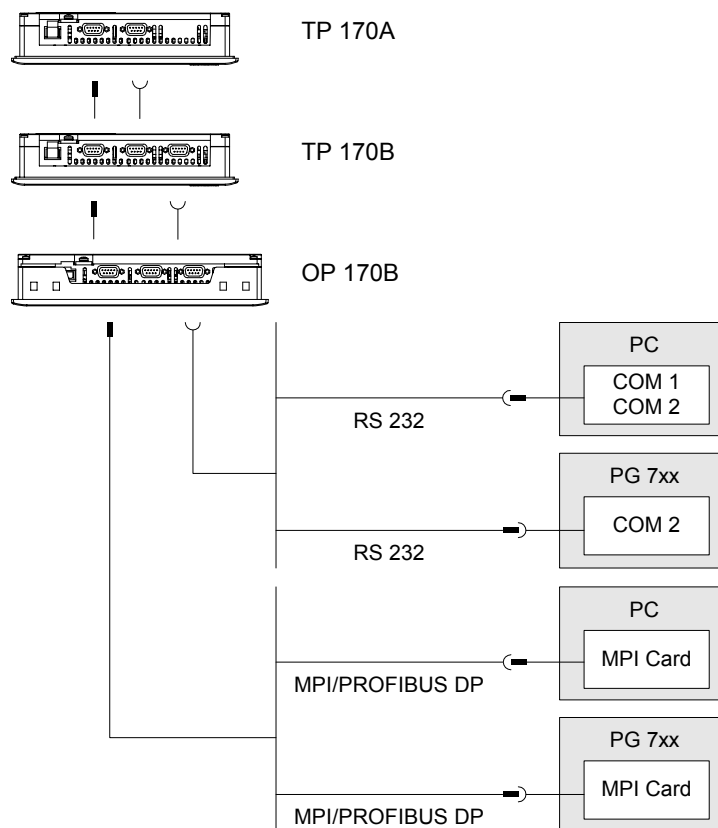 TP 170A
TP 170B
OP 170B
PC
COM 1
COM 2
RS 232
PG 7xx
COM 2
RS 232
PC
MPI Card
MPI/PROFIBUS DP
PG 7xx
MPI Card
MPI/PROFIBUS DP